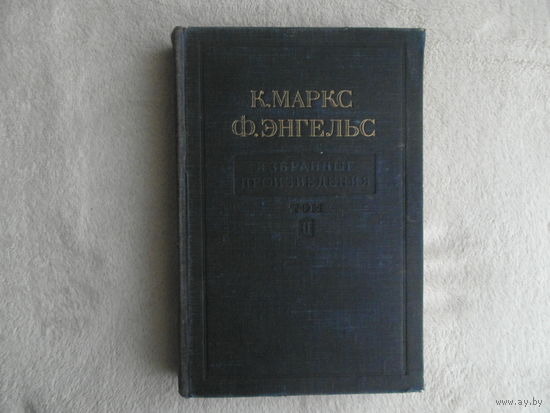 К. МАРКС
Ф. ЭНГЕЛЬС
ИЗБРАННЫЕ
ПРОИЗВЕДЕНИЯ
ТОМ
II
© www.ay.by